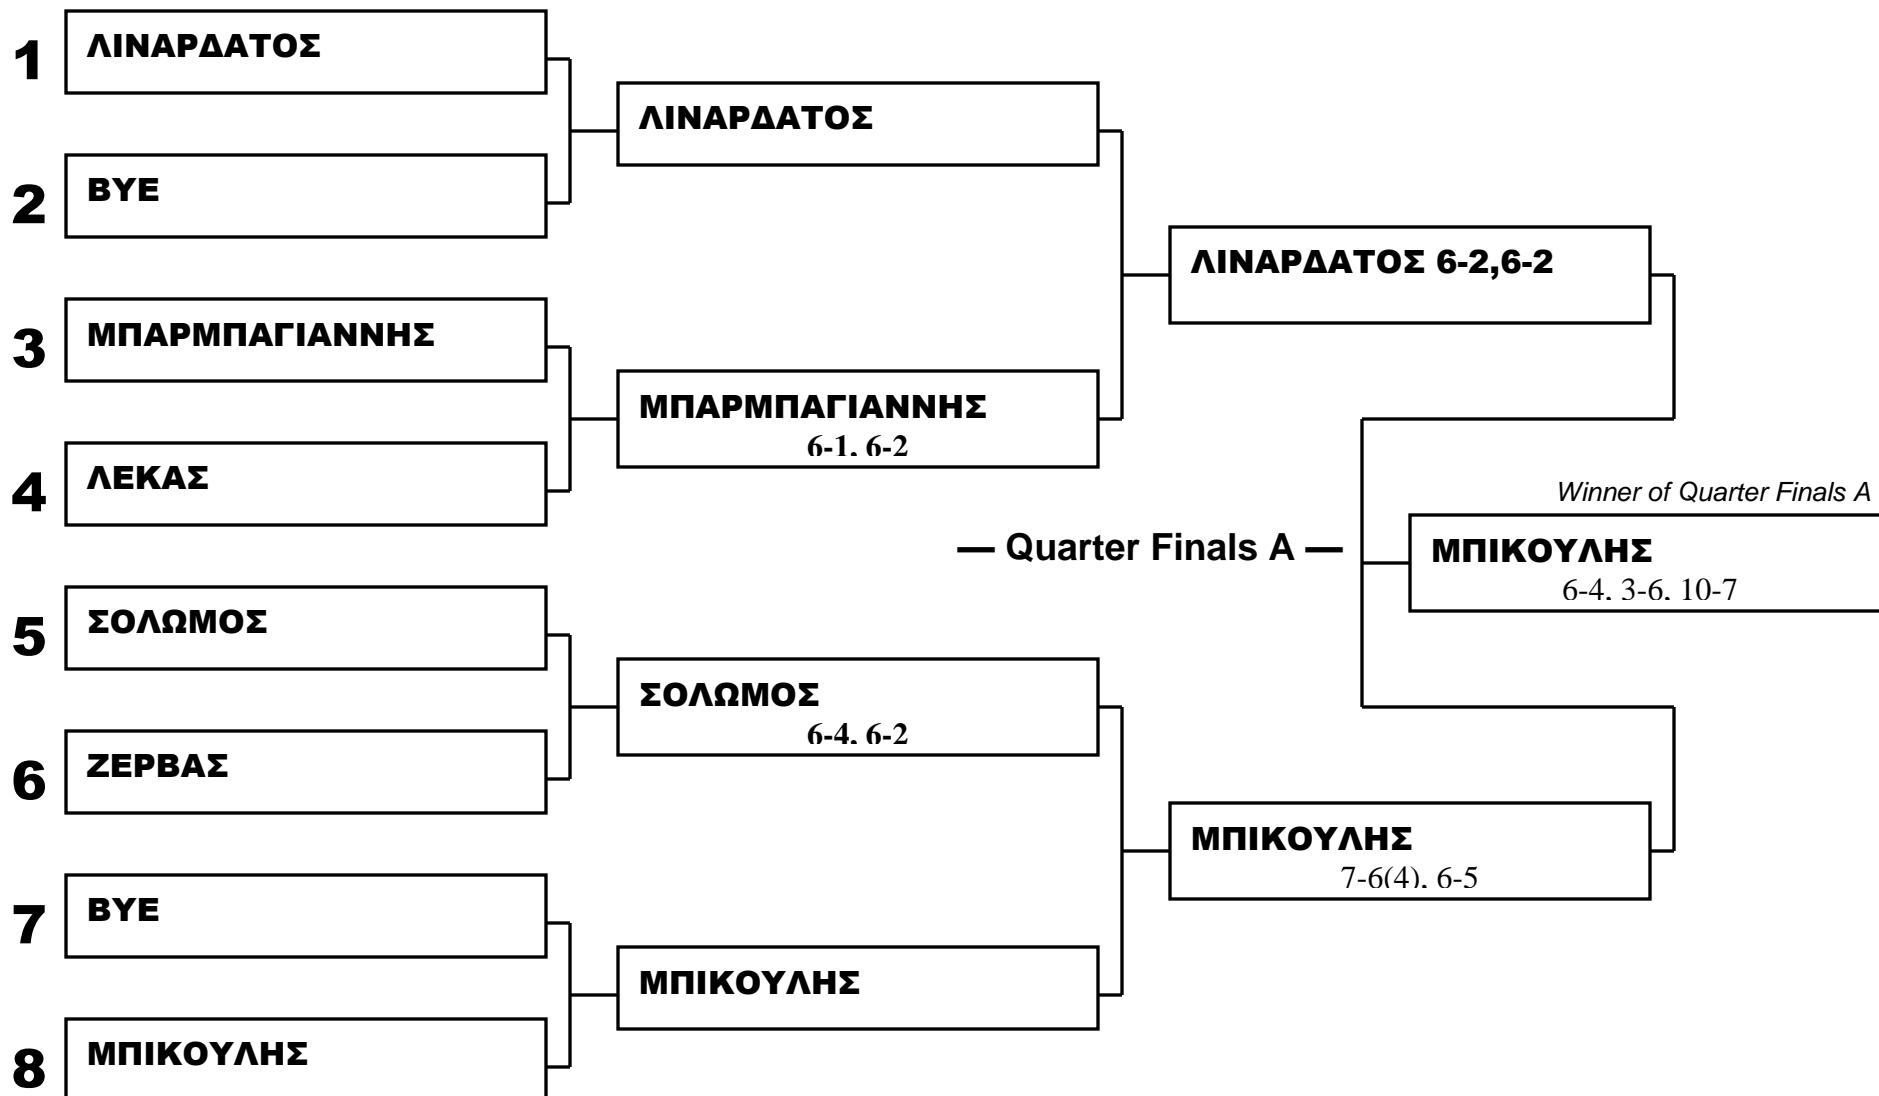 1
ΛΙΝΑΡΔΑΤΟΣ
2
BYE
3
ΜΠΑΡΜΠΑΓΙΑΝΝΗΣ
4
ΛΕΚΑΣ
5
ΣΟΛΩΜΟΣ
6
ΖΕΡΒΑΣ
7
BYE
8
ΜΠΙΚΟΥΛΗΣ
ΛΙΝΑΡΔΑΤΟΣ
ΜΠΑΡΜΠΑΓΙΑΝΝΗΣ
6-1, 6-2
ΣΟΛΩΜΟΣ
6-4, 6-2
ΜΠΙΚΟΥΛΗΣ
ΛΙΝΑΡΔΑΤΟΣ 6-2,6-2
— Quarter Finals A —
ΜΠΙΚΟΥΛΗΣ
7-6(4), 6-5
Winner of Quarter Finals A
ΜΠΙΚΟΥΛΗΣ
6-4, 3-6, 10-7